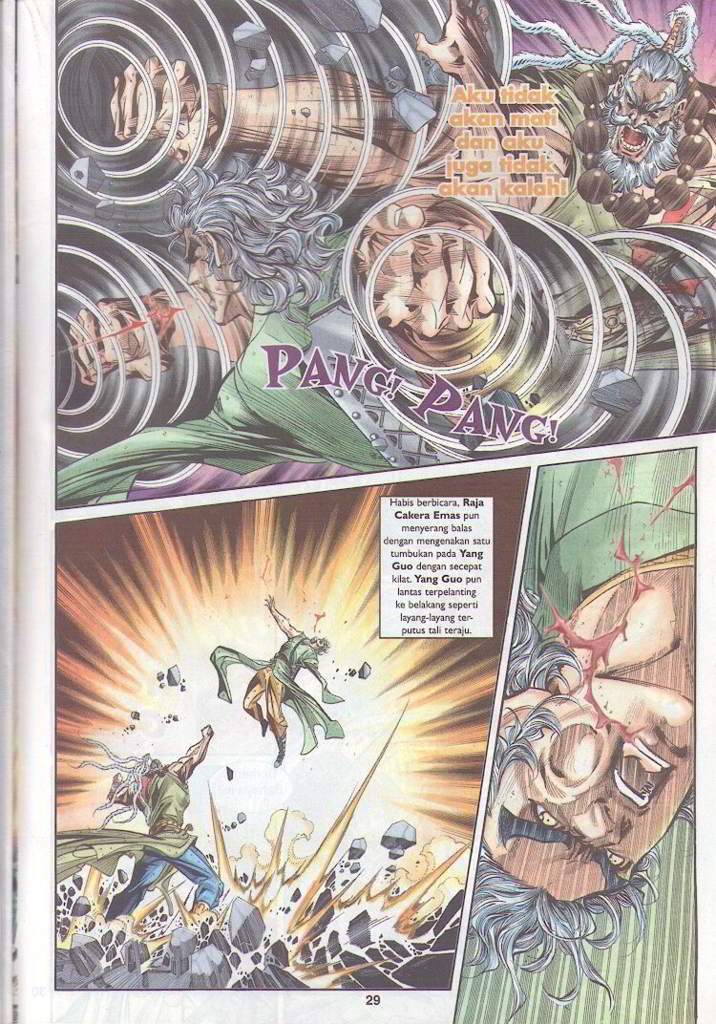 Aku tidak
akan mati
dan aku
juga tidak
akan kalah!
PANG! PANG!
Habis berbicara, Raja
Cakera Emas pun
menyerang balas
dengan mengenakan satu
tumbukan pada Yang
Guo dengan secepat
kilat. Yang Guo pun
lantas terpelanting
ke belakang seperti
layang-layang ter-
putus tali teraju.
29